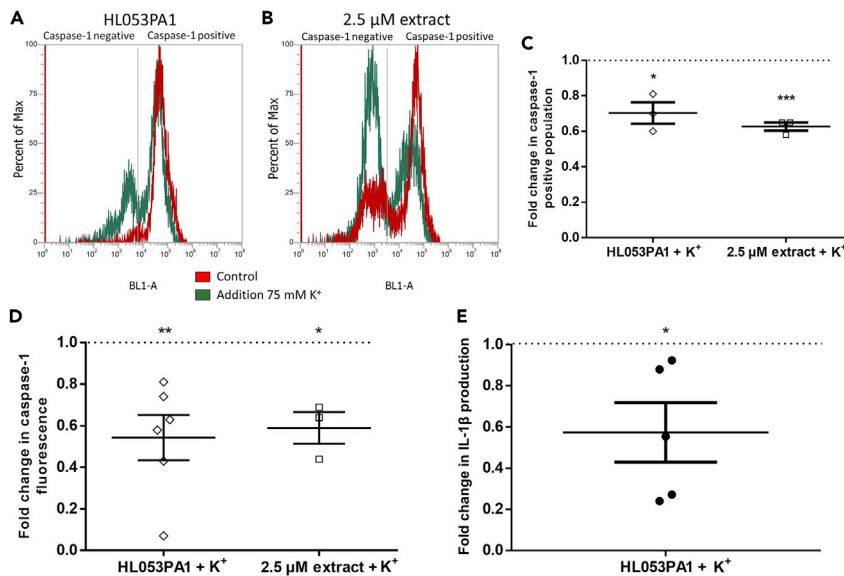 A
HL053PA1
Caspase-1 negative
Caspase-1 positive
Percent of Max
100
75
50
25
0
10⁰ 10¹ 10² 10³ 10⁴ 10⁵ 10⁶ 10⁷ 10⁸
BL1-A
B
2.5 µM extract
Caspase-1 negative
Caspase-1 positive
Percent of Max
100
75
50
25
0
10⁰ 10¹ 10² 10³ 10⁴ 10⁵ 10⁶ 10⁷ 10⁸
BL1-A
Control
Addition 75 mM K⁺
C
Fold change in caspase-1
positive population
1.0
0.8
0.6
0.4
0.2
0.0
*
***
HL053PA1 + K⁺
2.5 µM extract + K⁺
D
Fold change in caspase-1
fluorescence
1.0
0.8
0.6
0.4
0.2
0.0
**
*
HL053PA1 + K⁺
2.5 µM extract + K⁺
E
Fold change in IL-1β production
1.0
0.8
0.6
0.4
0.2
0.0
*
HL053PA1 + K⁺